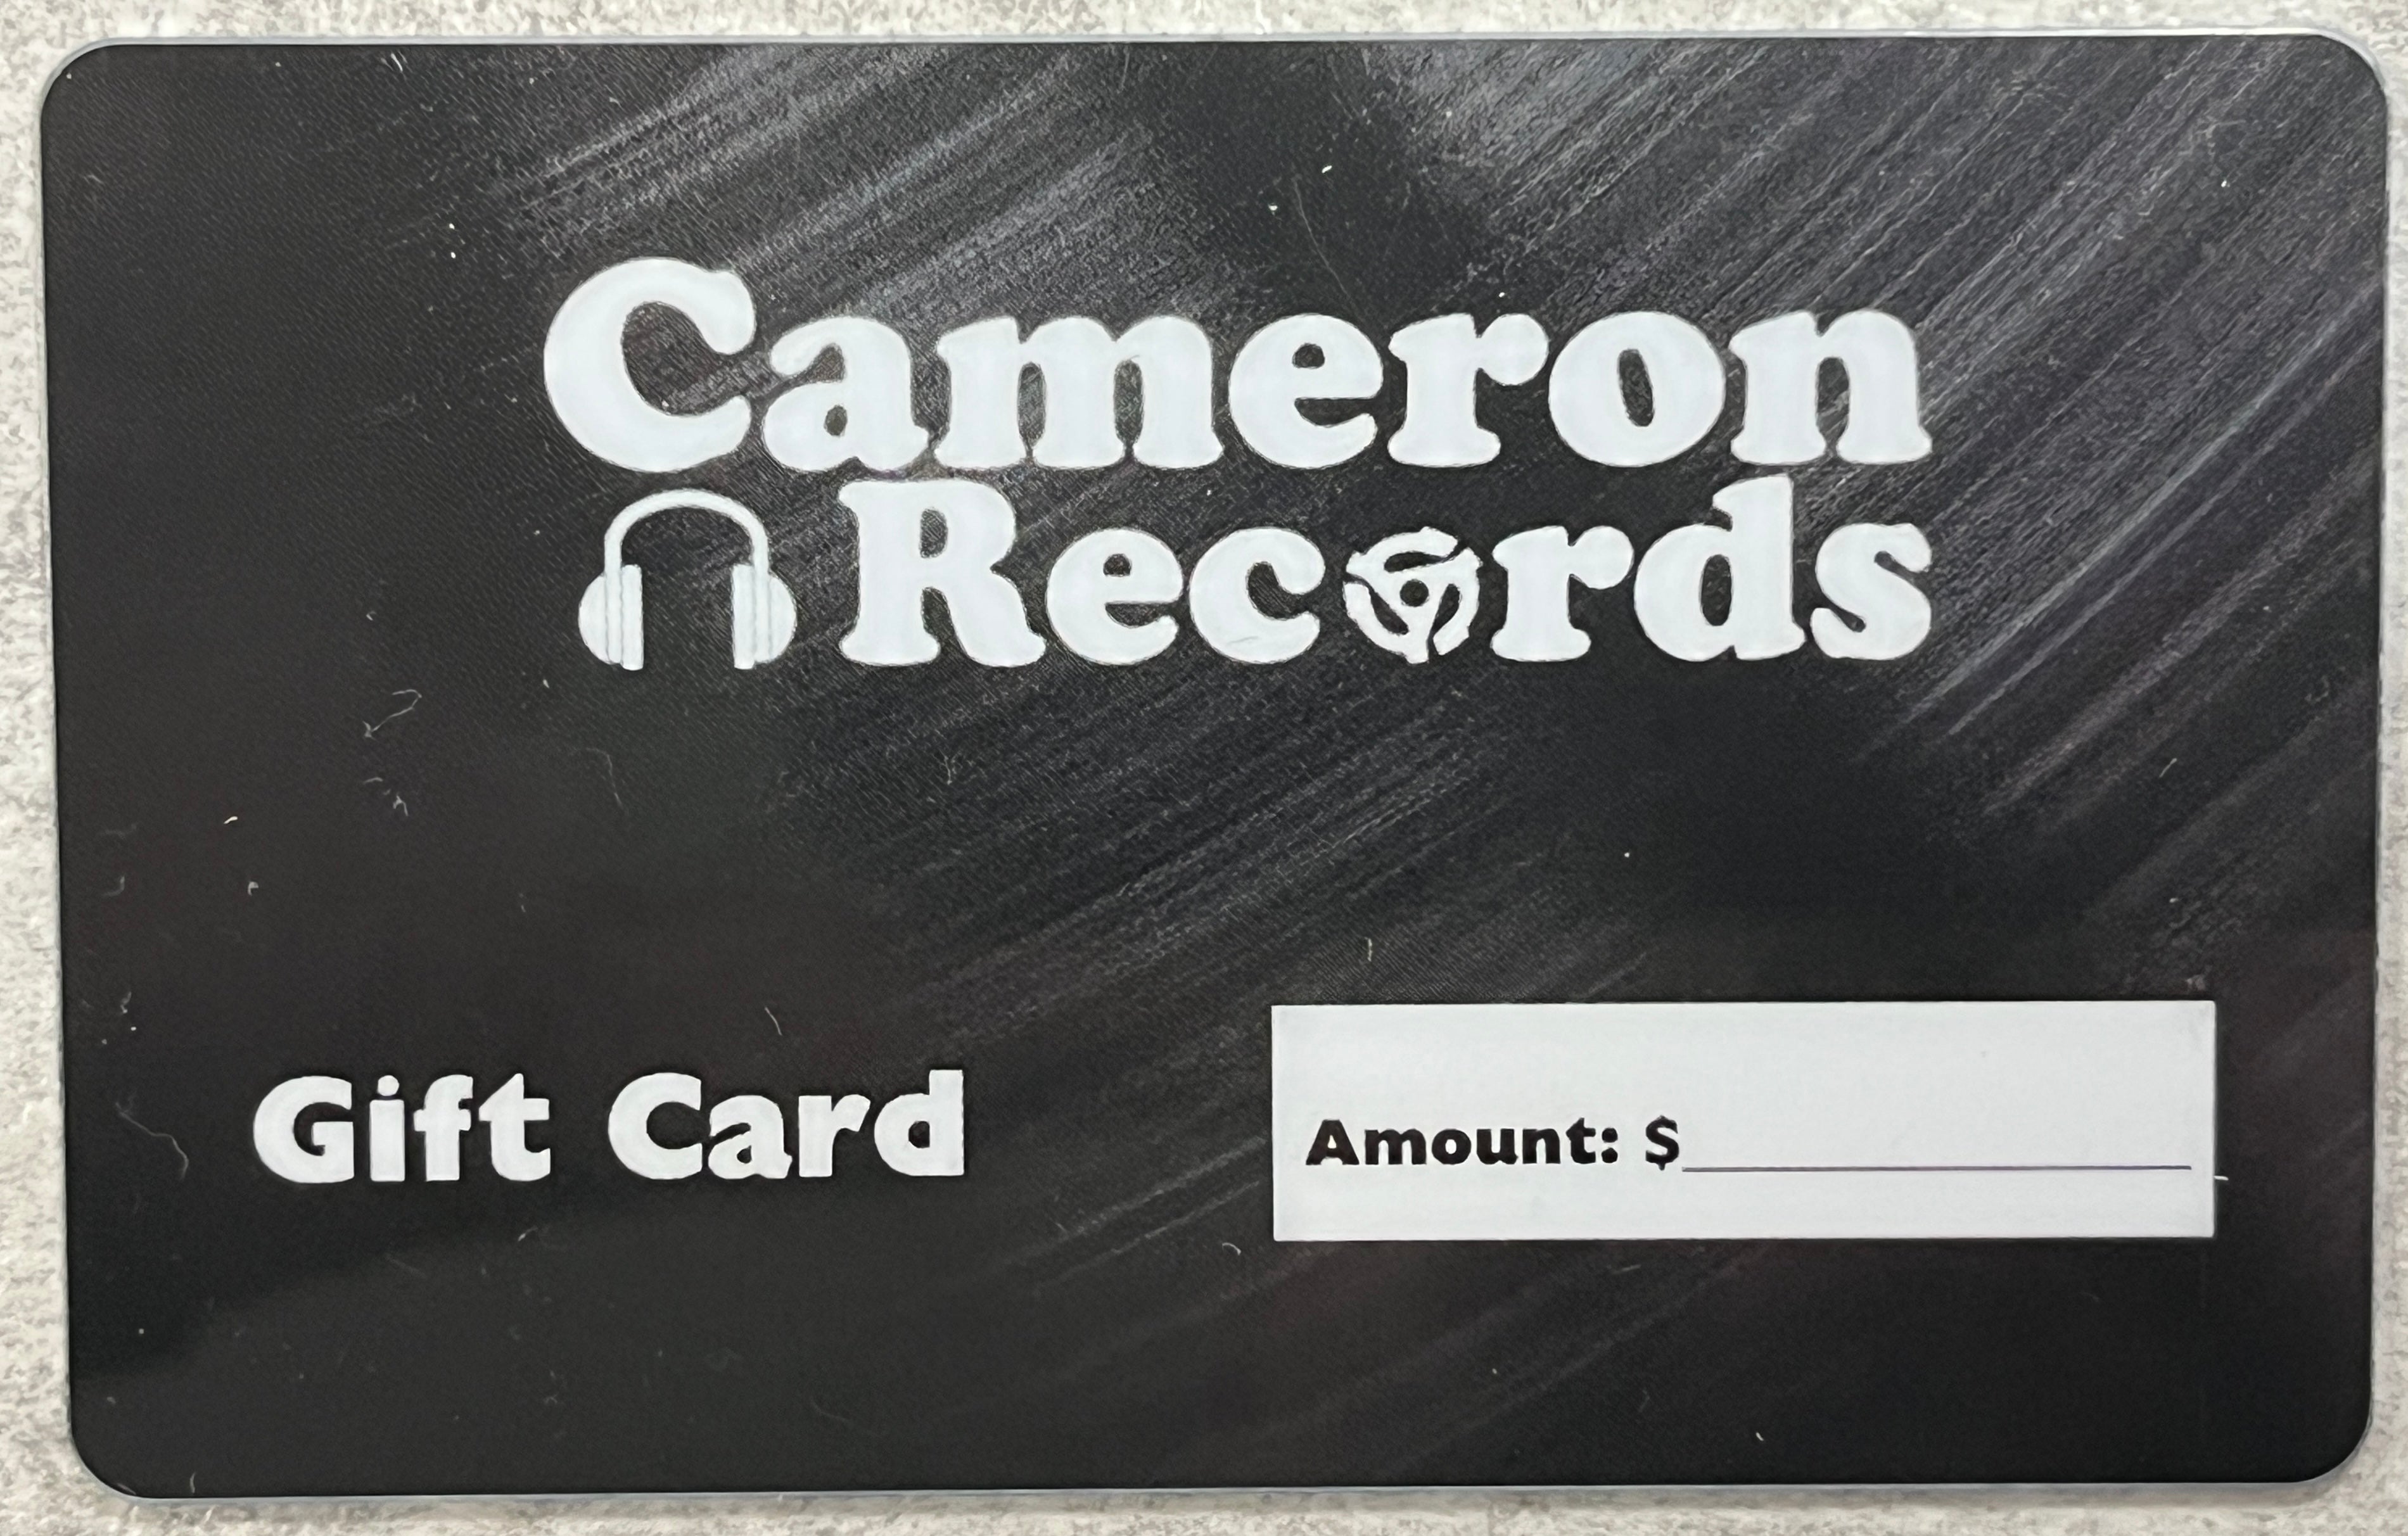 Cameron
Records
Gift Card
Amount: $